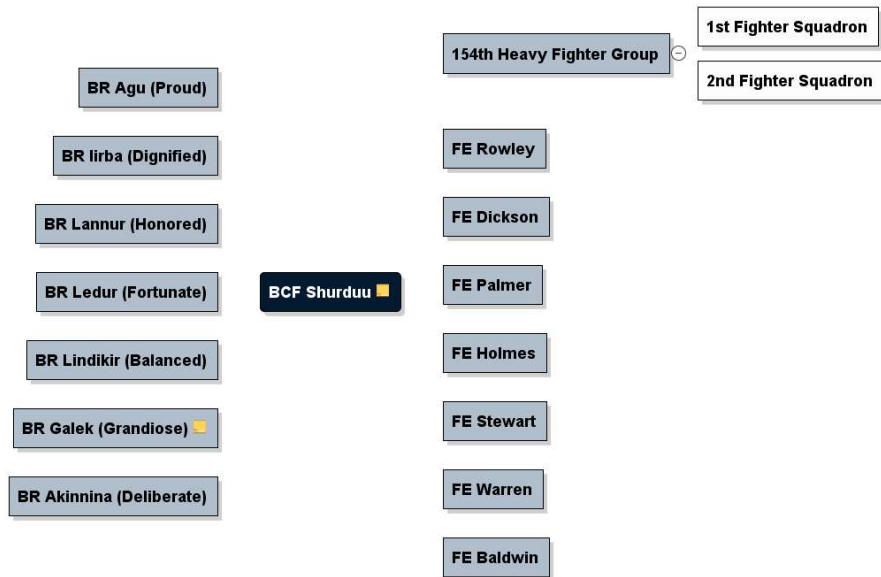 BR Agu (Proud)
BR Iirba (Dignified)
BR Lannur (Honored)
BR Ledur (Fortunate)
BR Lindikir (Balanced)
BR Galek (Grandiose)
BR Akinnina (Deliberate)
BCF Shurduu
154th Heavy Fighter Group
1st Fighter Squadron
2nd Fighter Squadron
FE Rowley
FE Dickson
FE Palmer
FE Holmes
FE Stewart
FE Warren
FE Baldwin